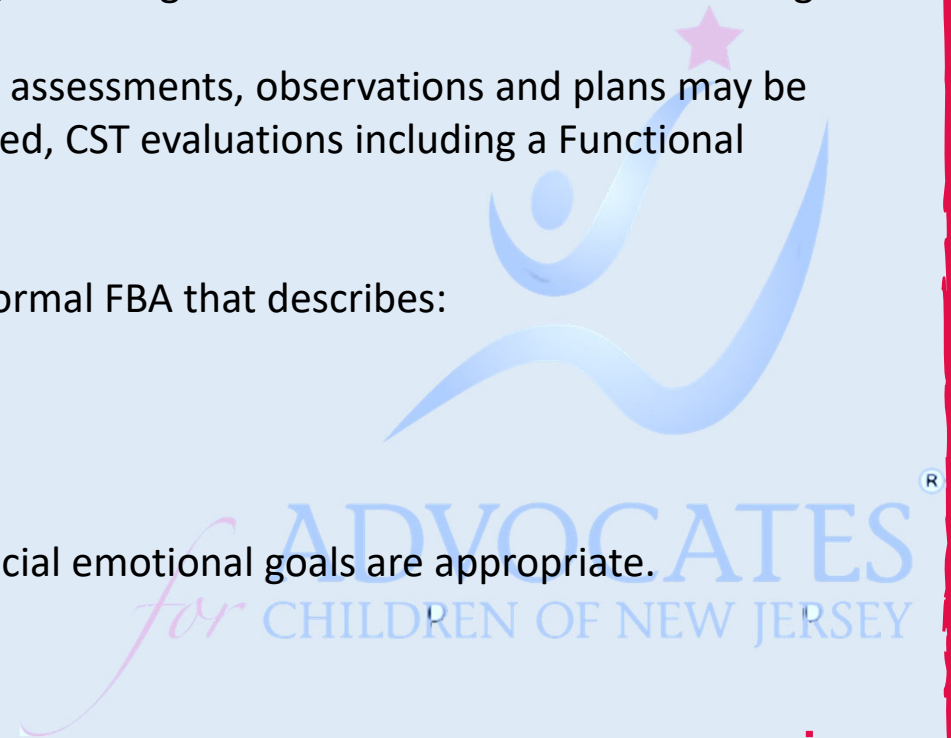 assessments, observations and plans may be
ed, CST evaluations including a Functional
ormal FBA that describes:
cial emotional goals are appropriate.
for ADVOCATES®
CHILDREN OF NEW JERSEY